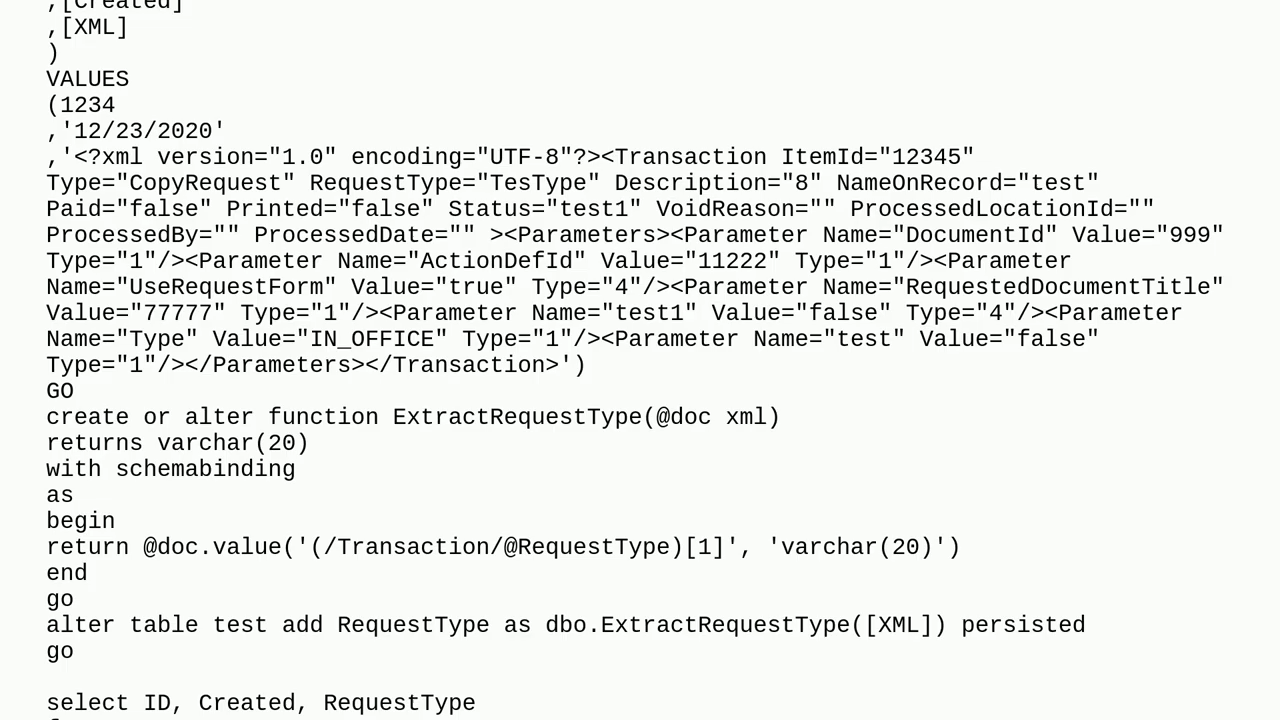 ,[Created]
,[XML]
)
VALUES
(1234
,'12/23/2020'
,'<?xml version="1.0" encoding="UTF-8"?><Transaction ItemId="12345"
Type="CopyRequest" RequestType="TesType" Description="8" NameOnRecord="test"
Paid="false" Printed="false" Status="test1" VoidReason="" ProcessedLocationId=""
ProcessedBy="" ProcessedDate="" ><Parameters><Parameter Name="DocumentId" Value="999"
Type="1"/><Parameter Name="ActionDefId" Value="11222" Type="1"/><Parameter
Name="UseRequestForm" Value="true" Type="4"/><Parameter Name="RequestedDocumentTitle"
Value="77777" Type="1"/><Parameter Name="test1" Value="false" Type="4"/><Parameter
Name="Type" Value="IN_OFFICE" Type="1"/><Parameter Name="test" Value="false"
Type="1"/></Parameters></Transaction>')
GO
create or alter function ExtractRequestType(@doc xml)
returns varchar(20)
with schemabinding
as
begin
return @doc.value('(/Transaction/@RequestType)[1]', 'varchar(20)')
end
go
alter table test add RequestType as dbo.ExtractRequestType([XML]) persisted
go
select ID, Created, RequestType